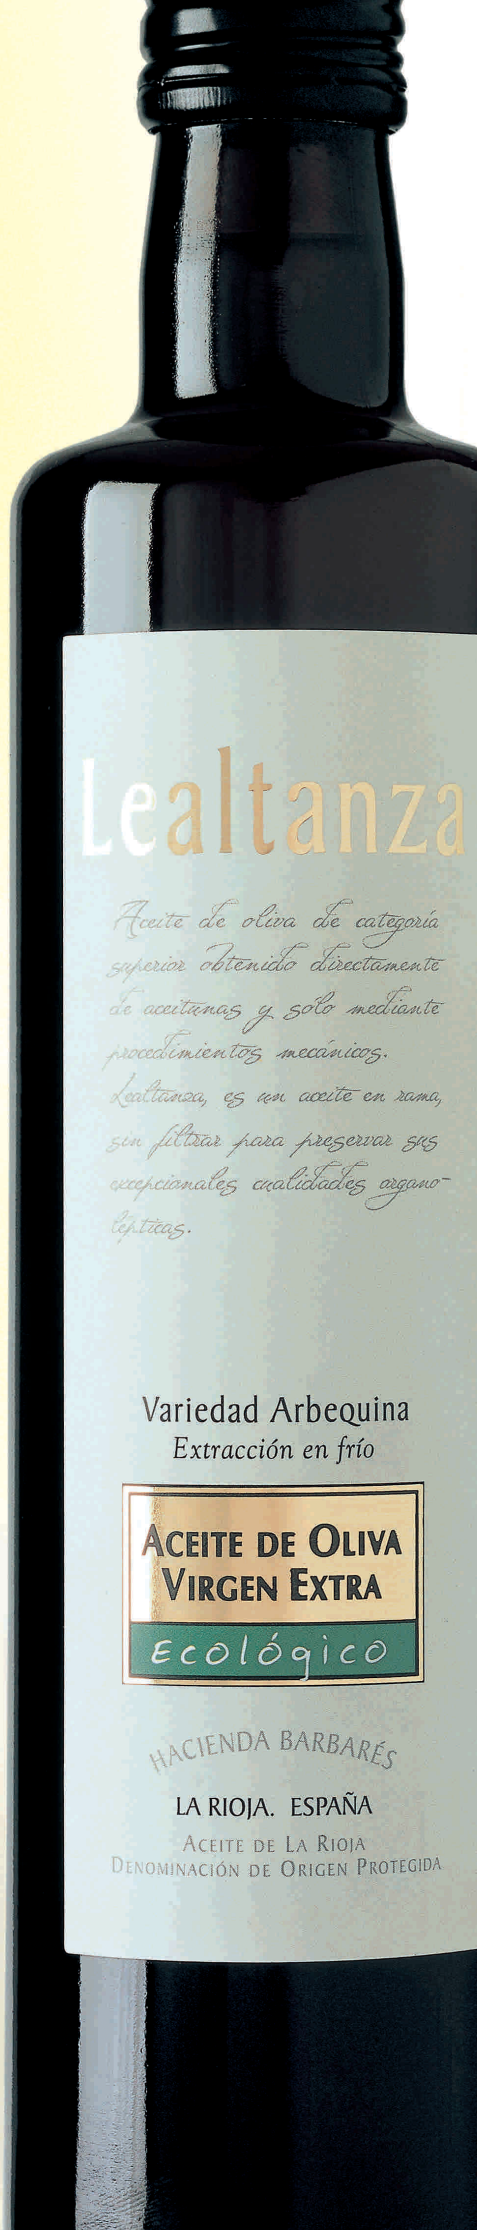 Lealtanza
Aceite de oliva de categoría
superior obtenido directamente
de aceitunas y solo mediante
procedimientos mecánicos.
Lealtanza, es un aceite en rama,
sin filtrar para preservar sus
excepcionales cualidades organo-
lépticas.
Variedad Arbequina
Extracción en frío
ACEITE DE OLIVA
VIRGEN EXTRA
Ecológico
HACIENDA BARBARÉS
LA RIOJA. ESPAÑA
ACEITE DE LA RIOJA
DENOMINACIÓN DE ORIGEN PROTEGIDA